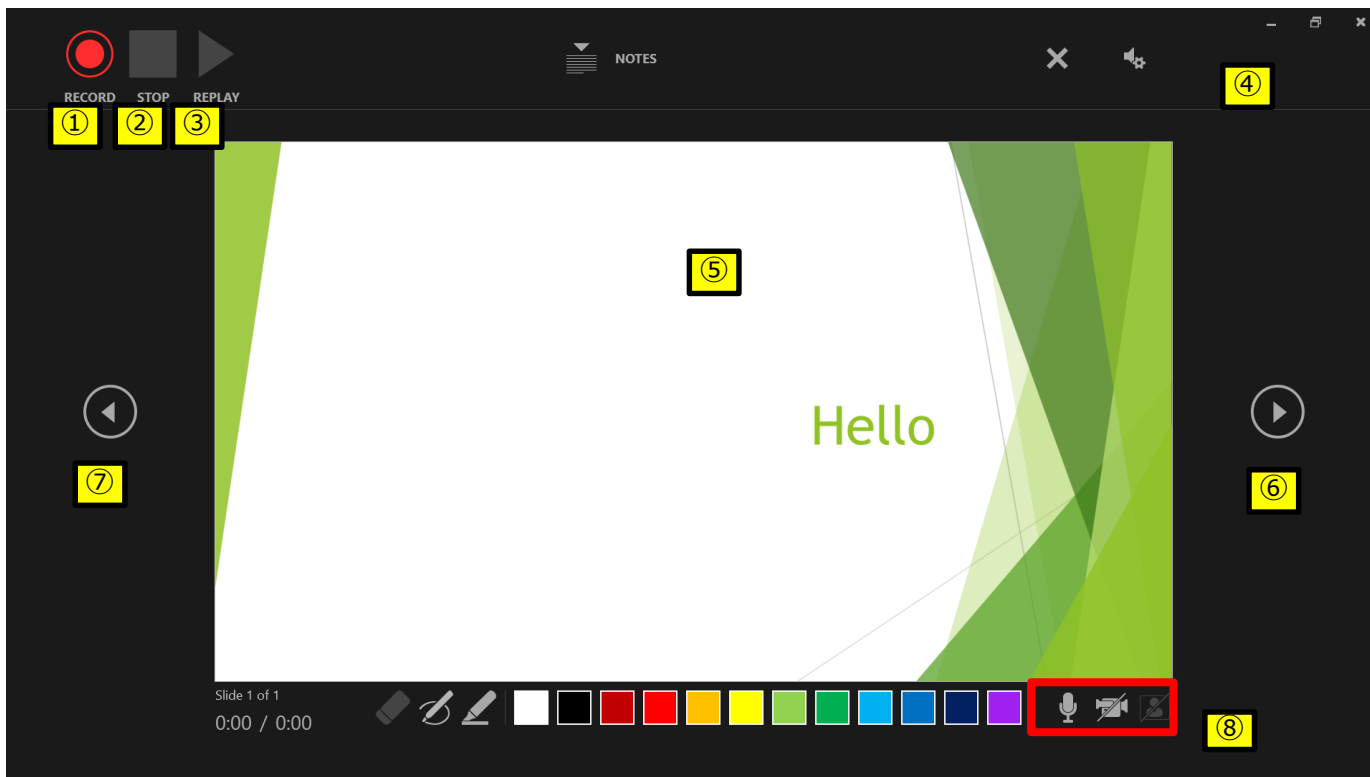 NOTES
RECORD STOP REPLAY
① ② ③
④
⑤
Hello
⑦
⑥
Slide 1 of 1
0:00 / 0:00
⑧